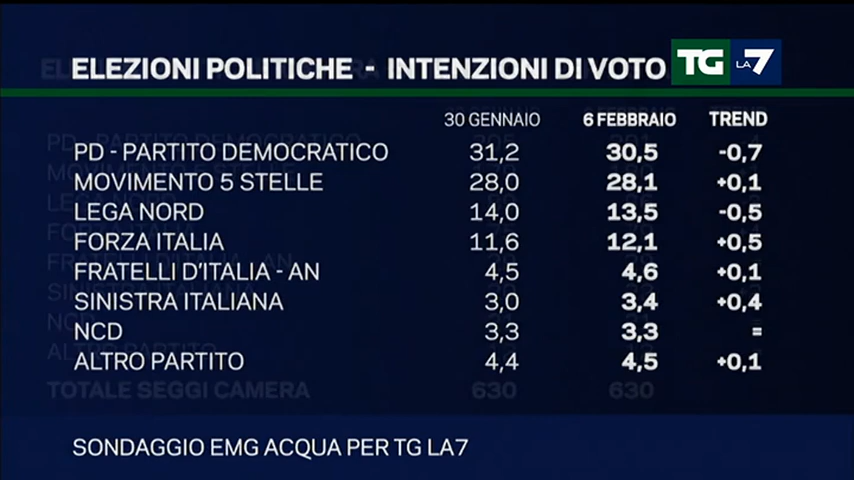 ELEZIONI POLITICHE - INTENZIONI DI VOTO TG LA7
30 GENNAIO 6 FEBBRAIO TREND
PD - PARTITO DEMOCRATICO 31,2 30,5 -0,7
MOVIMENTO 5 STELLE 28,0 28,1 +0,1
LEGA NORD 14,0 13,5 -0,5
FORZA ITALIA 11,6 12,1 +0,5
FRATELLI D'ITALIA - AN 4,5 4,6 +0,1
SINISTRA ITALIANA 3,0 3,4 +0,4
NCD 3,3 3,3 =
ALTRO PARTITO 4,4 4,5 +0,1
TOTALE SEGGI CAMERA 630 630
SONDAGGIO EMG ACQUA PER TG LA7